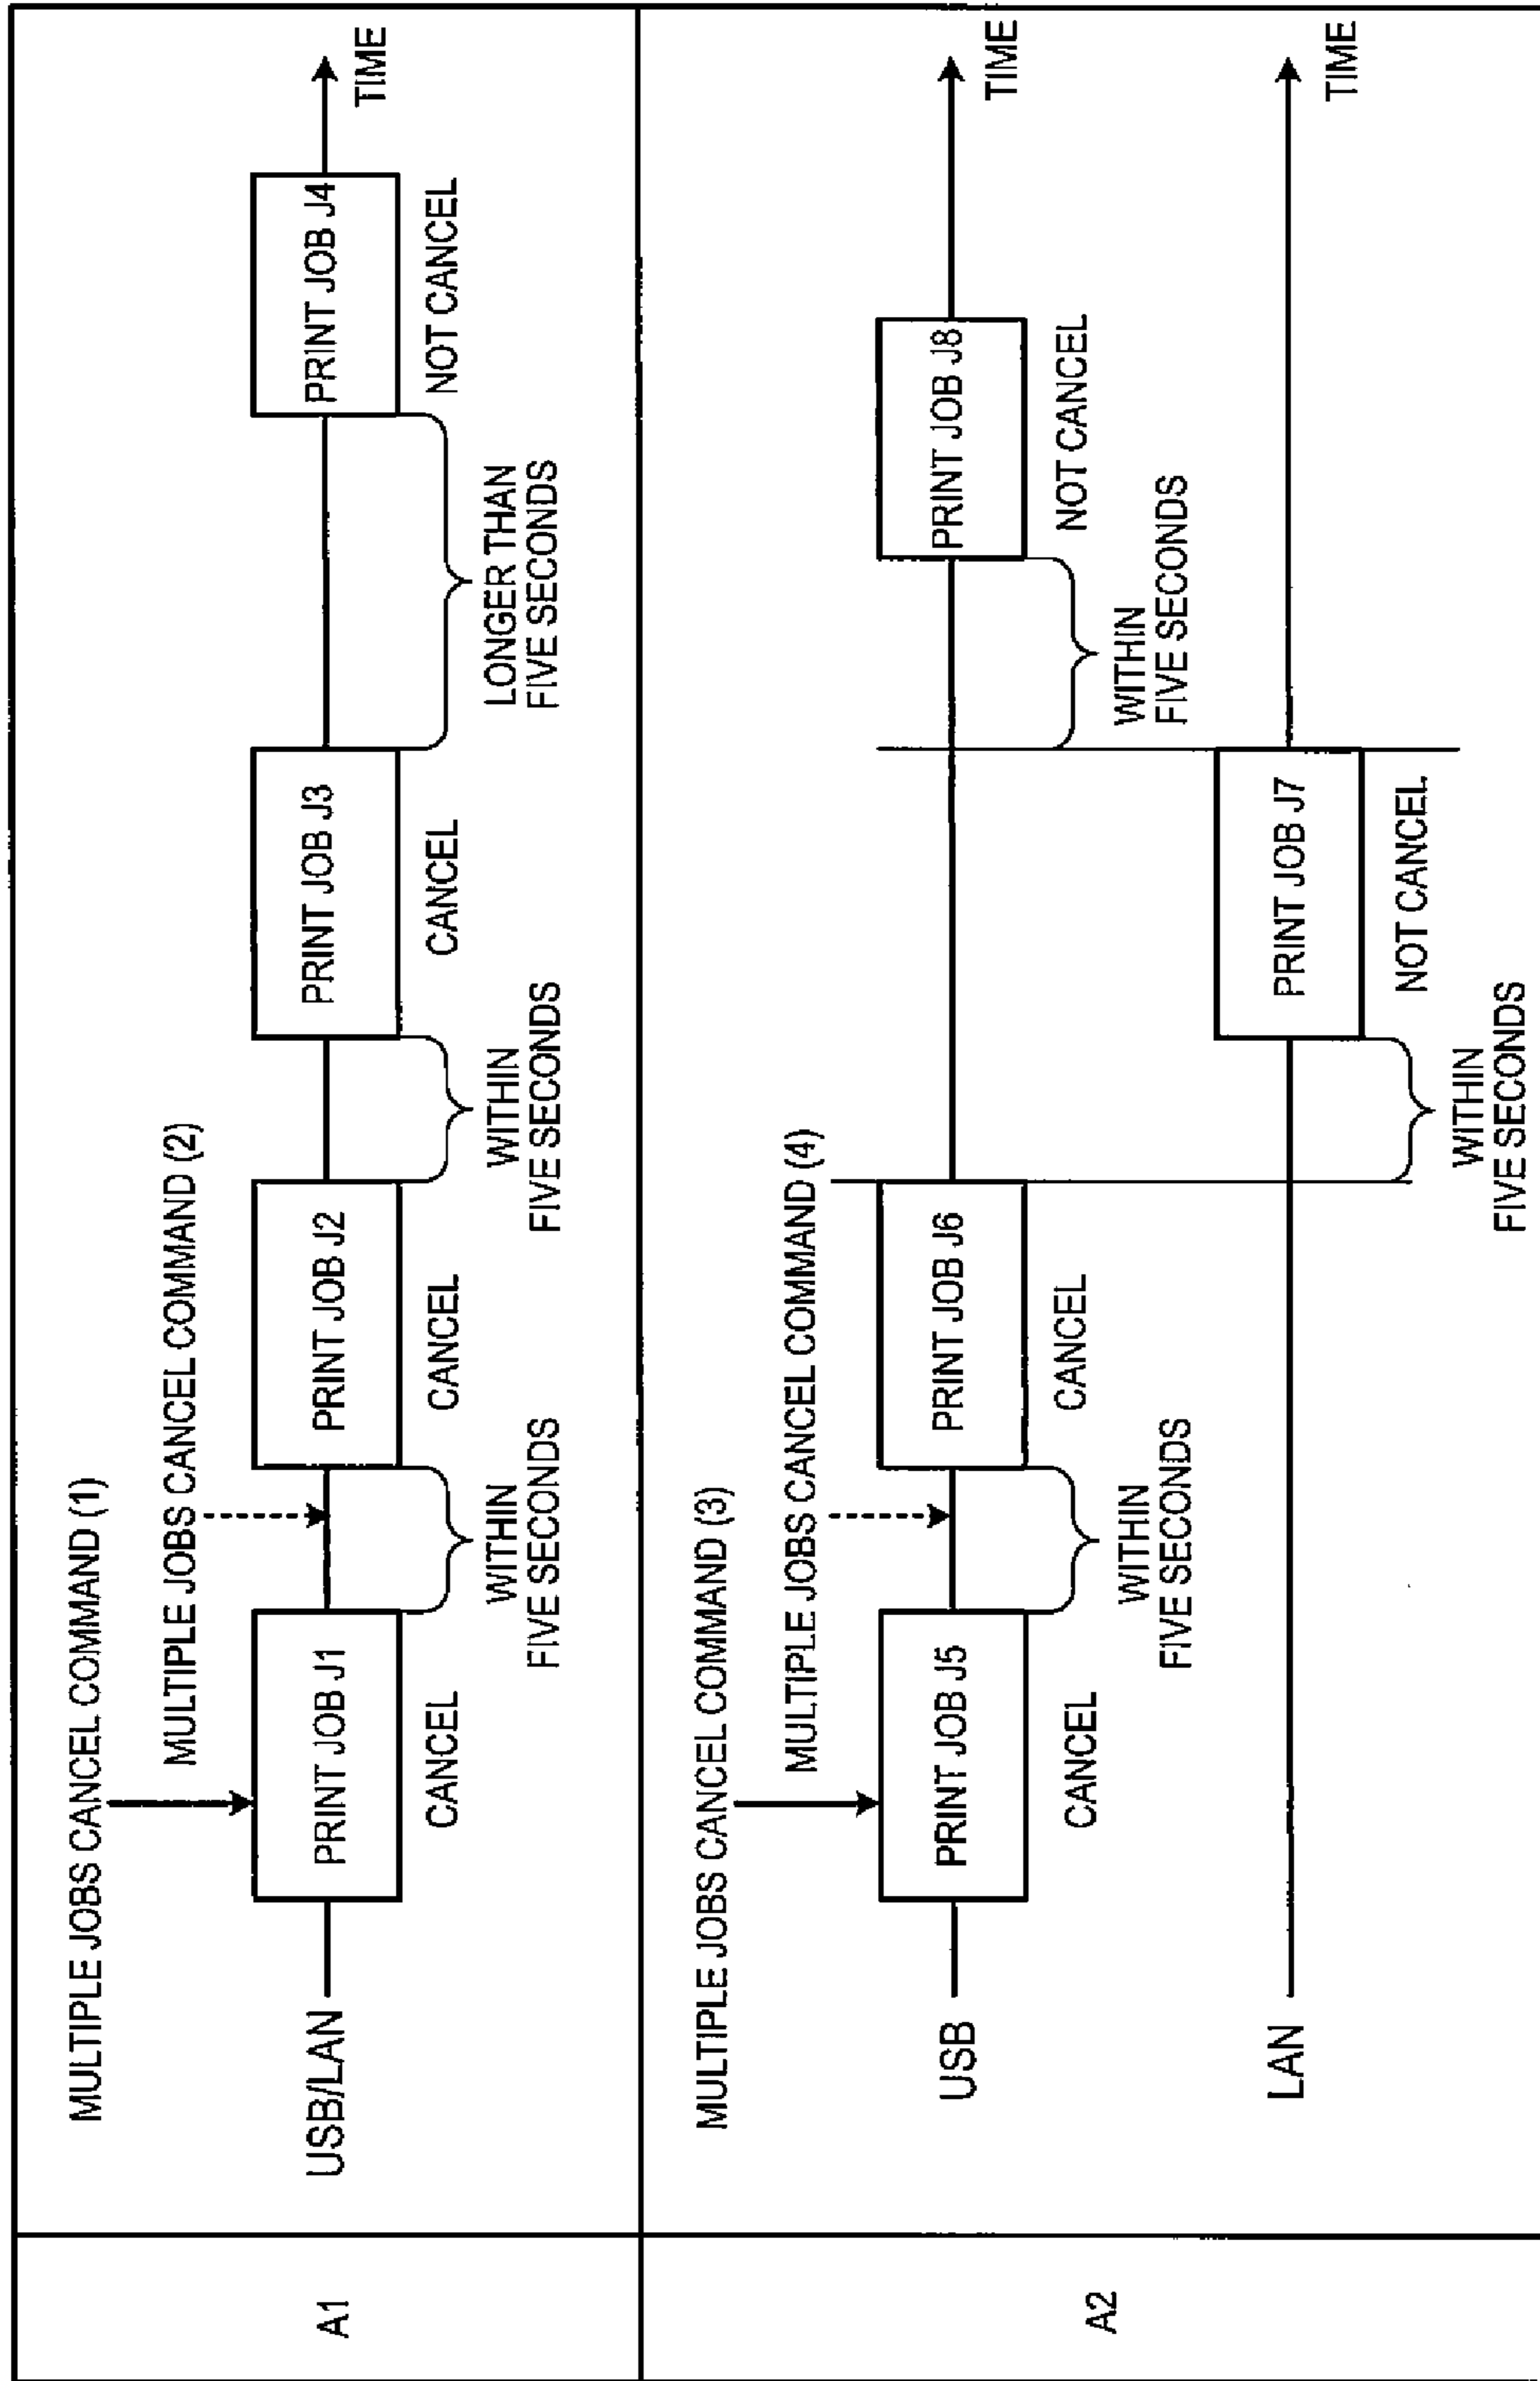 A1
MULTIPLE JOBS CANCEL COMMAND (1)
MULTIPLE JOBS CANCEL COMMAND (2)
USB/LAN
PRINT JOB J1
PRINT JOB J2
PRINT JOB J3
PRINT JOB J4
TIME
CANCEL
CANCEL
CANCEL
NOT CANCEL
WITHIN
FIVE SECONDS
WITHIN
FIVE SECONDS
LONGER THAN
FIVE SECONDS
A2
MULTIPLE JOBS CANCEL COMMAND (3)
MULTIPLE JOBS CANCEL COMMAND (4)
USB
PRINT JOB J5
PRINT JOB J6
PRINT JOB J8
TIME
CANCEL
CANCEL
NOT CANCEL
WITHIN
FIVE SECONDS
WITHIN
FIVE SECONDS
LAN
PRINT JOB J7
TIME
NOT CANCEL
WITHIN
FIVE SECONDS